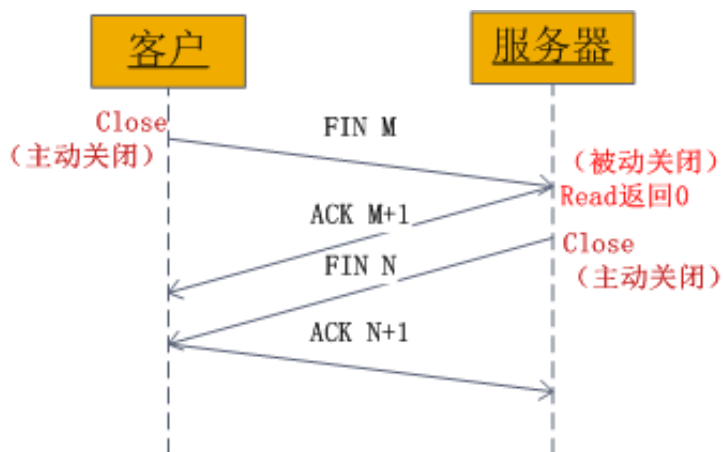 客户
服务器
Close
(主动关闭)
FIN M
(被动关闭)
Read返回0
ACK M+1
Close
(主动关闭)
FIN N
ACK N+1